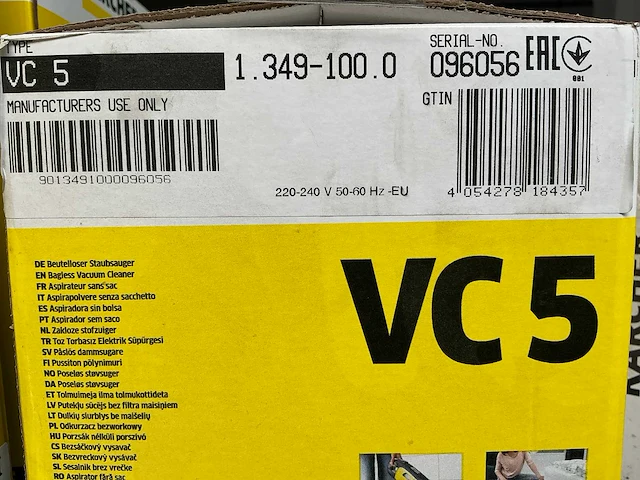 TYPE
VC 5
1.349-100.0
SERIAL-NO.
096056
EAC
001
MANUFACTURERS USE ONLY
GTIN
9013491000096056
220-240 V 50-60 Hz -EU
4 054278 184357
VC 5
DE Beutelloser Staubsauger
EN Bagless Vacuum Cleaner
FR Aspirateur sans sac
IT Aspirapolvere senza sacchetto
ES Aspiradora sin bolsa
PT Aspirador sem saco
NL Zakloze stofzuiger
TR Toz Torbasız Elektrik Süpürgesi
SV Påslös dammsugare
FI Pussiton pölynimuri
NO Poseløs støvsuger
DA Poseløs støvsuger
ET Tolmuimeja ilma tolmukottideta
LV Putekļu sūcējs bez filtra maisiņiem
LT Dulkių siurblys be maišelių
PL Odkurzacz bezworkowy
HU Porzsák nélküli porszívó
CS Bezsáčkový vysavač
SK Bezvreckový vysávač
SL Sesalnik brez vrečke
RO Aspirator fără sac